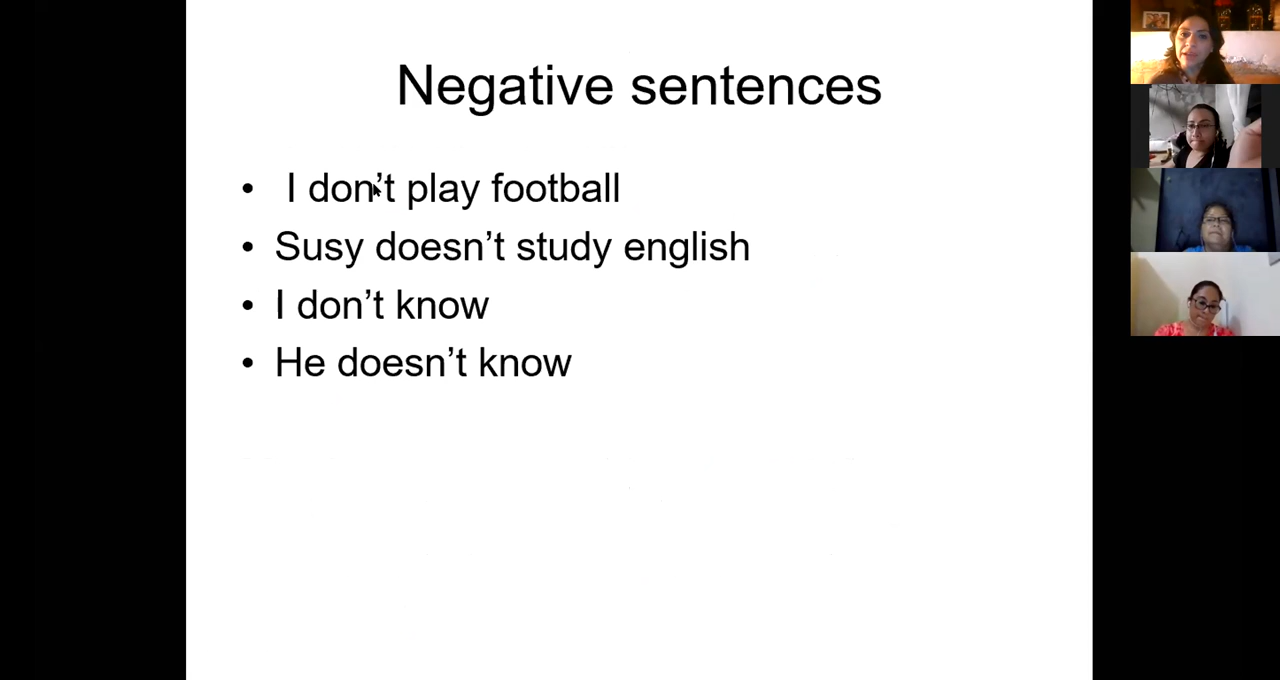 Negative sentences
• I don’t play football
• Susy doesn’t study english
• I don’t know
• He doesn’t know